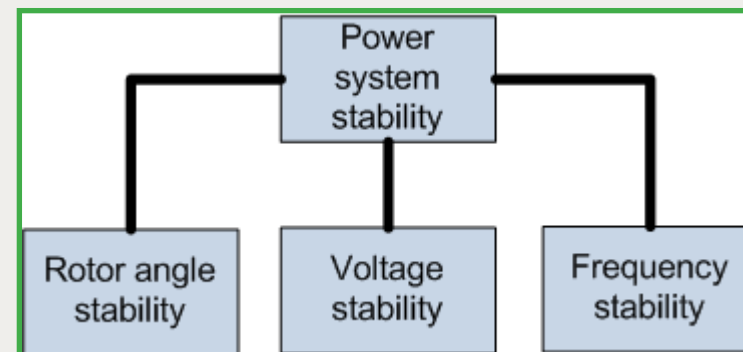 Power
system
stability
Rotor angle
stability
Voltage
stability
Frequency
stability